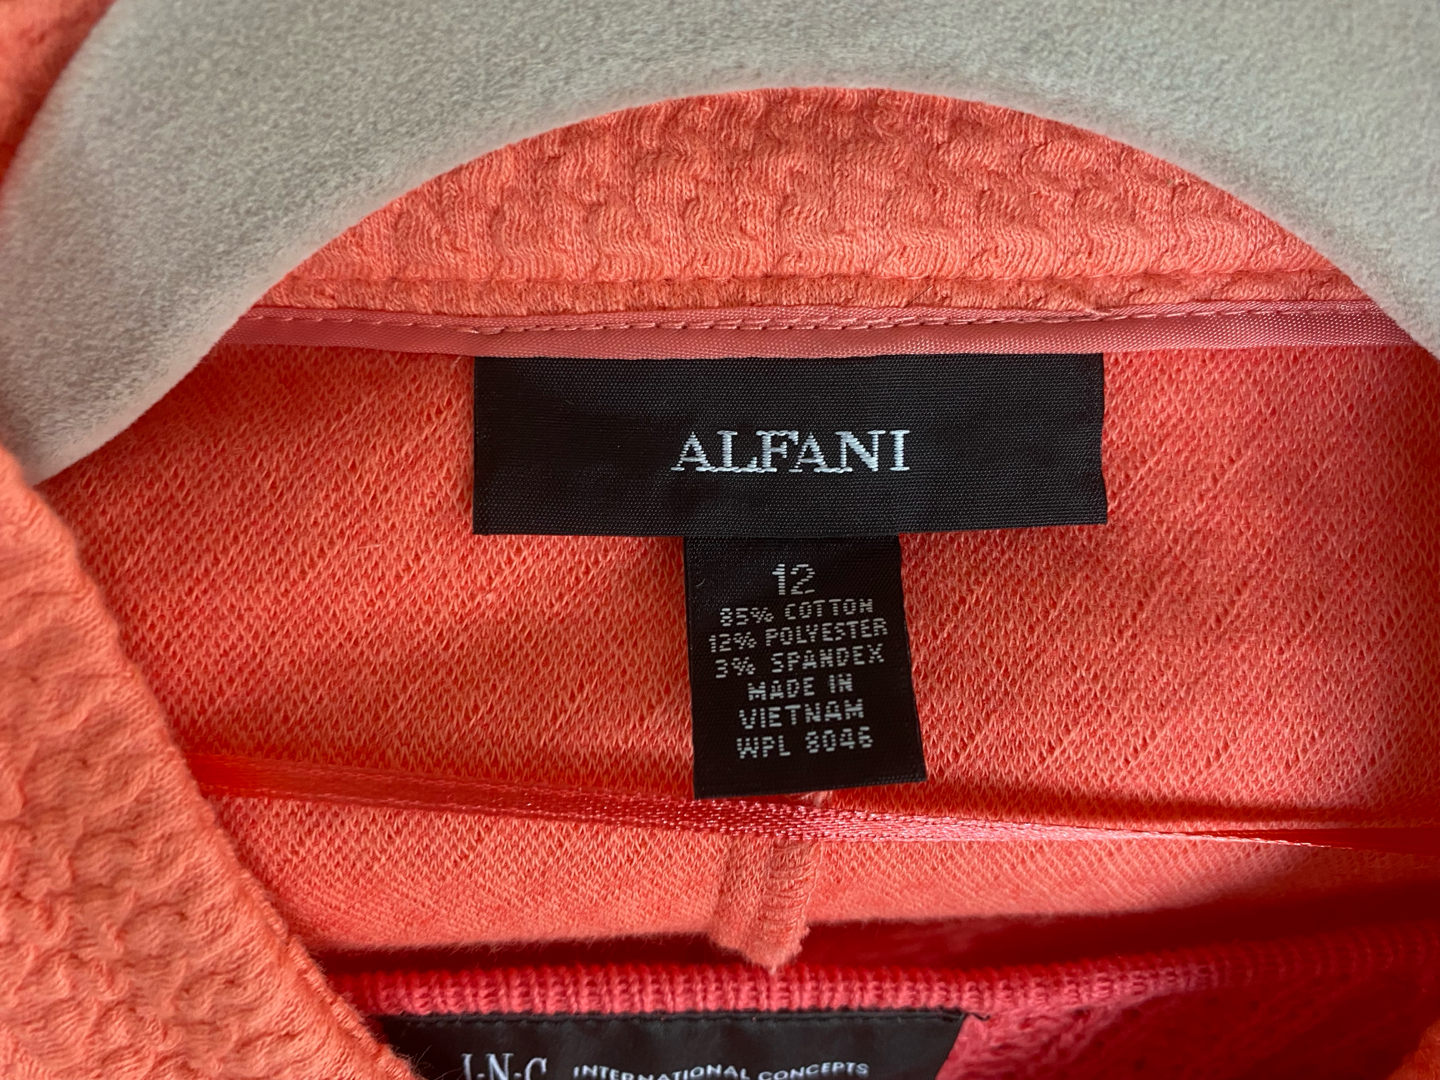 ALFANI
12
85% COTTON
12% POLYESTER
3% SPANDEX
MADE IN
VIETNAM
WPL 8046
I-N-C INTERNATIONAL CONCEPTS